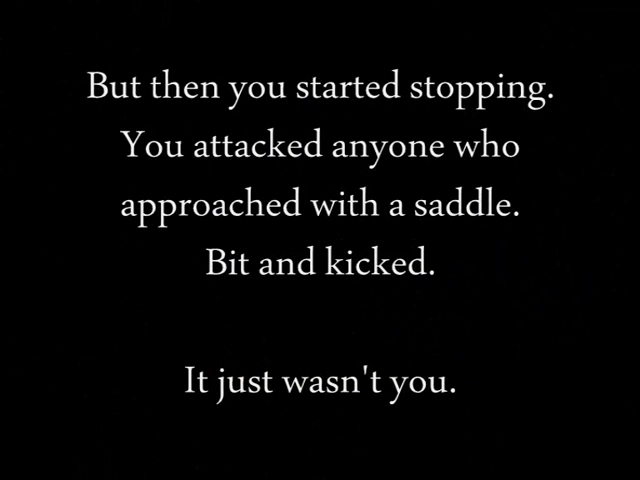 But then you started stopping.
You attacked anyone who
approached with a saddle.
Bit and kicked.
It just wasn't you.